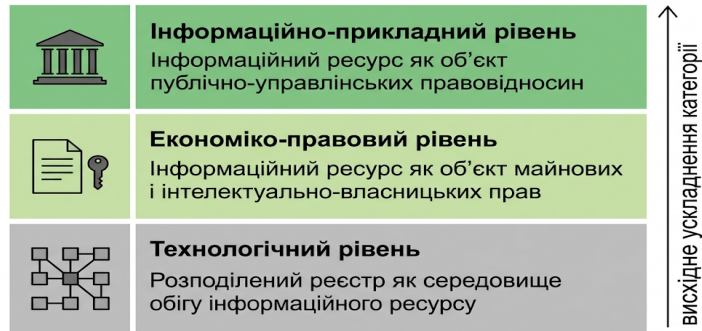 Інформаційно-прикладний рівень
Інформаційний ресурс як об’єкт
публічно-управлінських правовідносин
Економіко-правовий рівень
Інформаційний ресурс як об’єкт майнових
і інтелектуально-власницьких прав
Технологічний рівень
Розподілений реєстр як середовище
обігу інформаційного ресурсу
висхідне ускладнення категорії